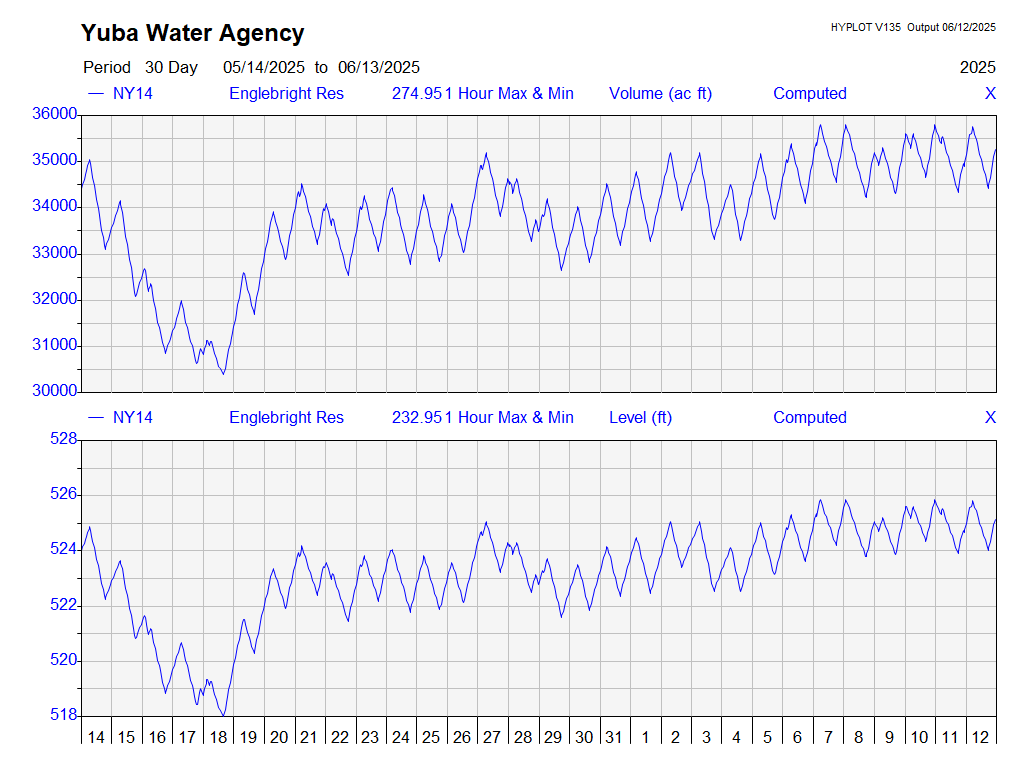 Yuba Water Agency
HYPLOT V135 Output 06/12/2025
Period 30 Day 05/14/2025 to 06/13/2025
2025
NY14 Englebright Res 274.951 Hour Max & Min Volume (ac ft) Computed X
36000
35000
34000
33000
32000
31000
30000
NY14 Englebright Res 232.951 Hour Max & Min Level (ft) Computed X
528
526
524
522
520
518
14 15 16 17 18 19 20 21 22 23 24 25 26 27 28 29 30 31 1 2 3 4 5 6 7 8 9 10 11 12